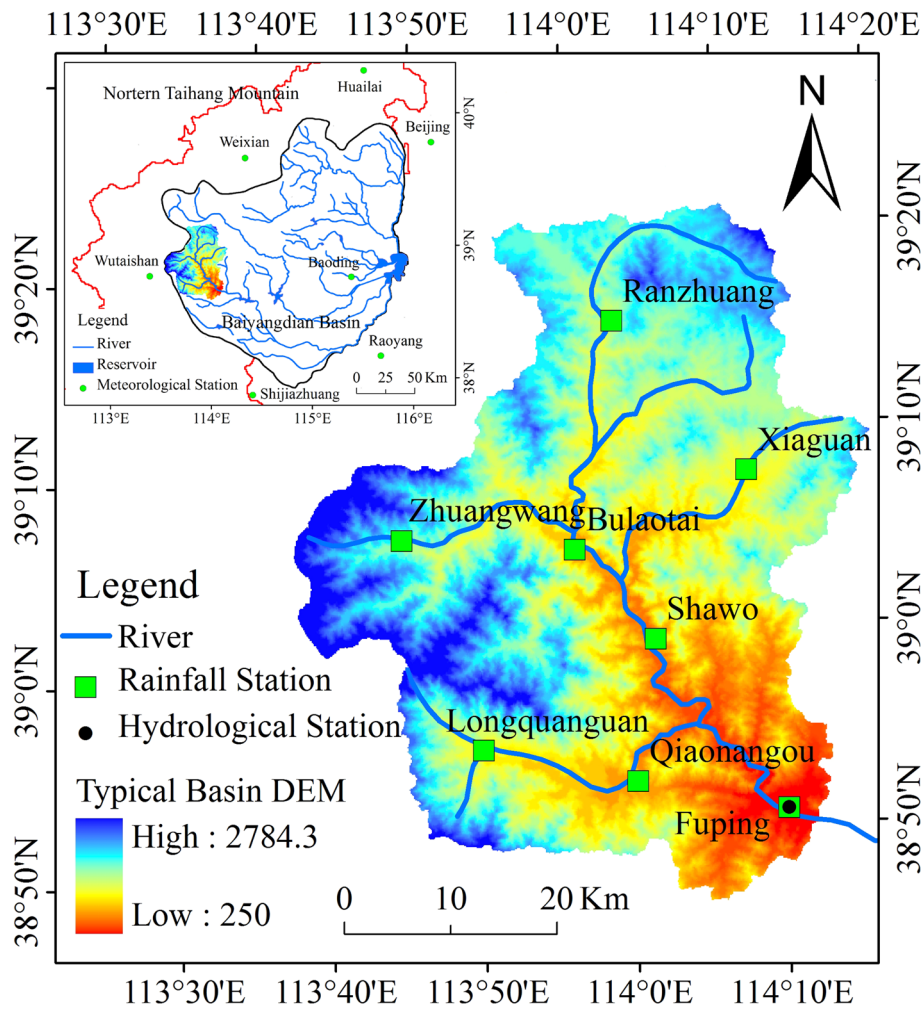 113°30'E 113°40'E 113°50'E 114°0'E 114°10'E 114°20'E
Nortern Taihang Mountain
Huailai
40°N
Beijing
Weixian
39°N
Wutaishan
Baoding
Legend
Baiyangdian Basin
River
Raoyang
Reservoir
Meteorological Station
0 25 50 Km
38°N
Shijiazhuang
113°E 114°E 115°E 116°E
N
39°20'N
39°20'N
Ranzhuang
39°10'N
Xiaguan
39°10'N
Zhuangwang
Bulaotai
Legend
Shawo
39°0'N
River
Rainfall Station
39°0'N
Hydrological Station
Longquanguan
Qiaonangou
Typical Basin DEM
Fuping
38°50'N
High : 2784.3
Low : 250
0 10 20 Km
38°50'N
113°30'E 113°40'E 113°50'E 114°0'E 114°10'E